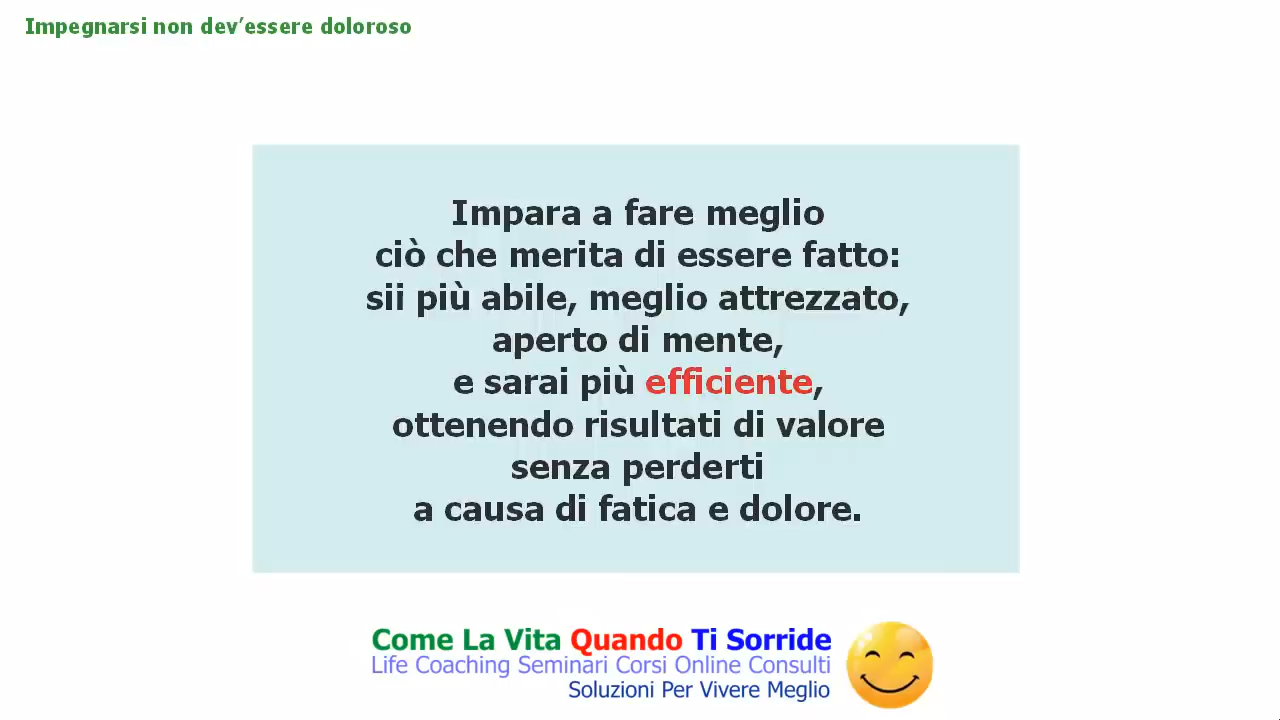 Impegnarsi non dev’essere doloroso
Impara a fare meglio
ciò che merita di essere fatto:
sii più abile, meglio attrezzato,
aperto di mente,
e sarai più efficiente,
ottenendo risultati di valore
senza perderti
a causa di fatica e dolore.
Come La Vita Quando Ti Sorride
Life Coaching Seminari Corsi Online Consulti
Soluzioni Per Vivere Meglio